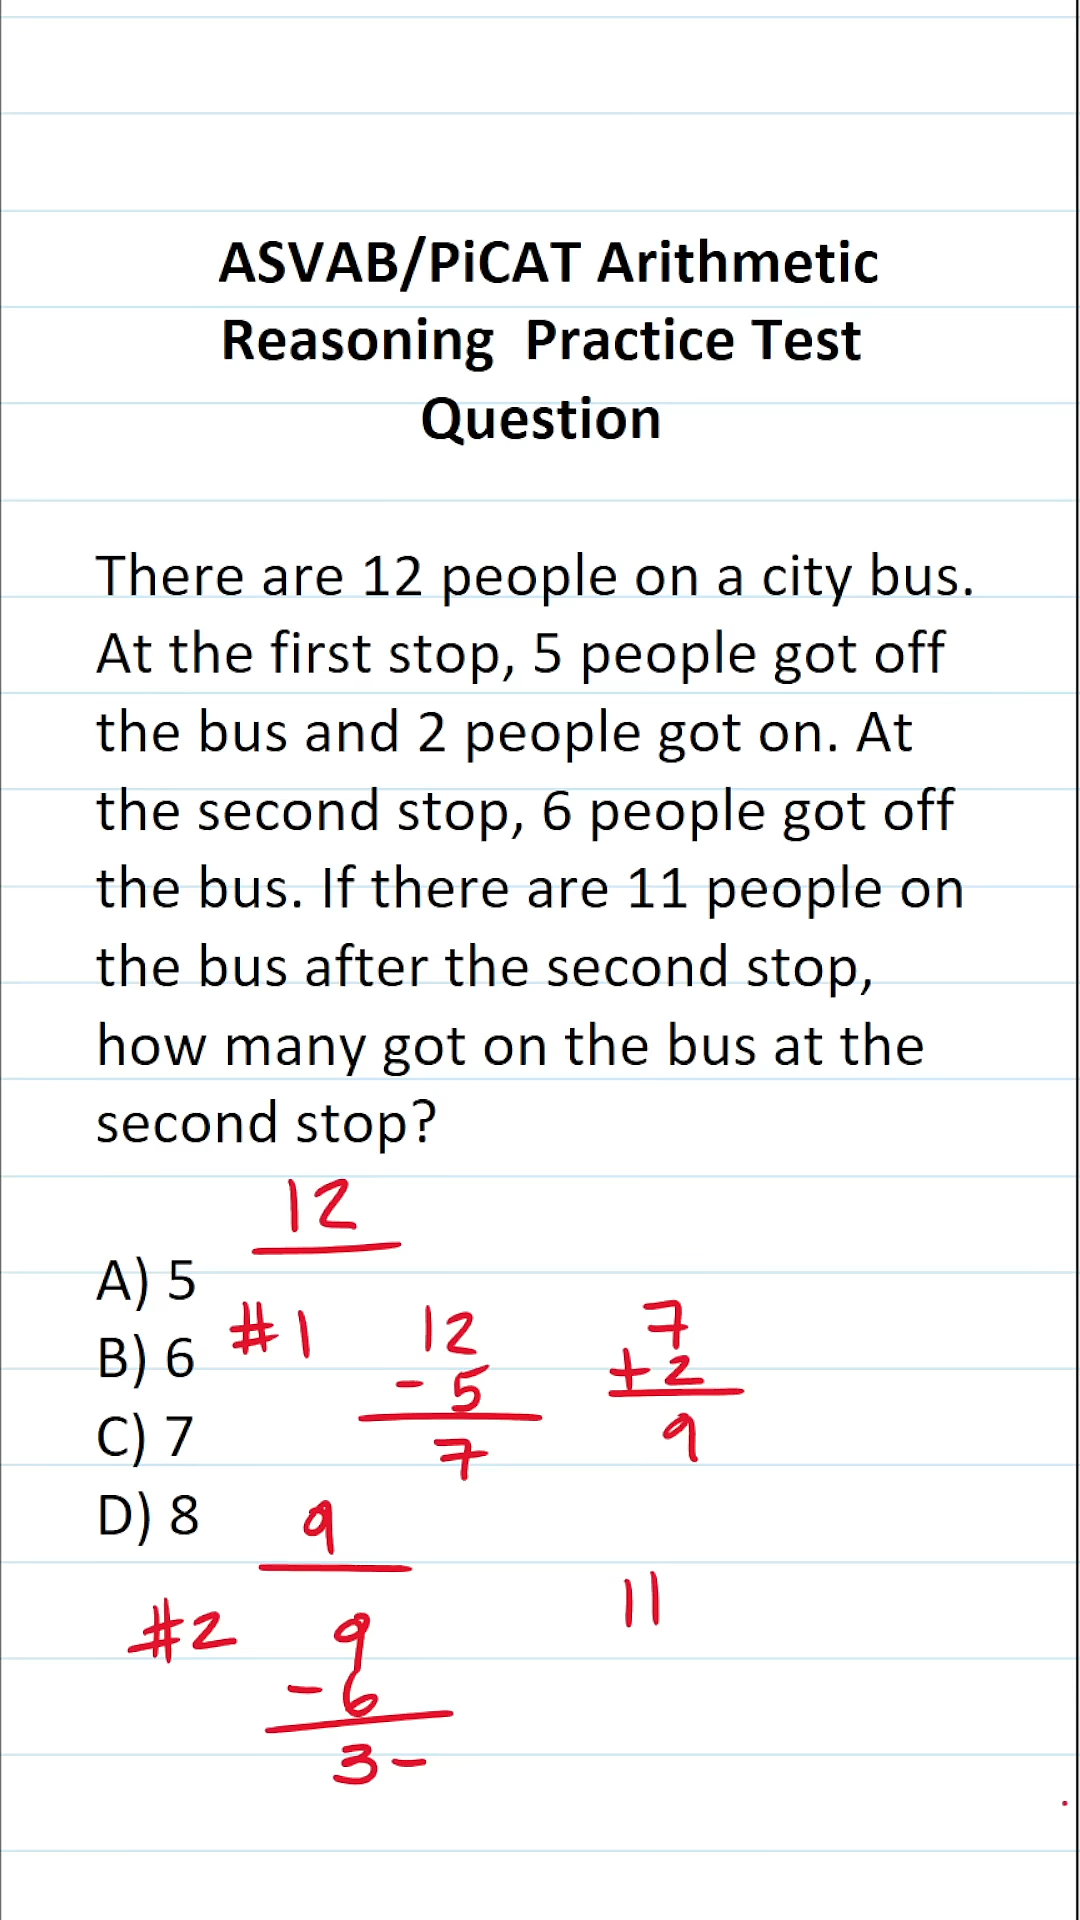 ASVAB/PiCAT Arithmetic
Reasoning Practice Test
Question
There are 12 people on a city bus.
At the first stop, 5 people got off
the bus and 2 people got on. At
the second stop, 6 people got off
the bus. If there are 11 people on
the bus after the second stop,
how many got on the bus at the
second stop?
12
A) 5
B) 6
C) 7
D) 8
#1
12
- 5
7
7
+2
9
9
#2
9
-6
3-
11